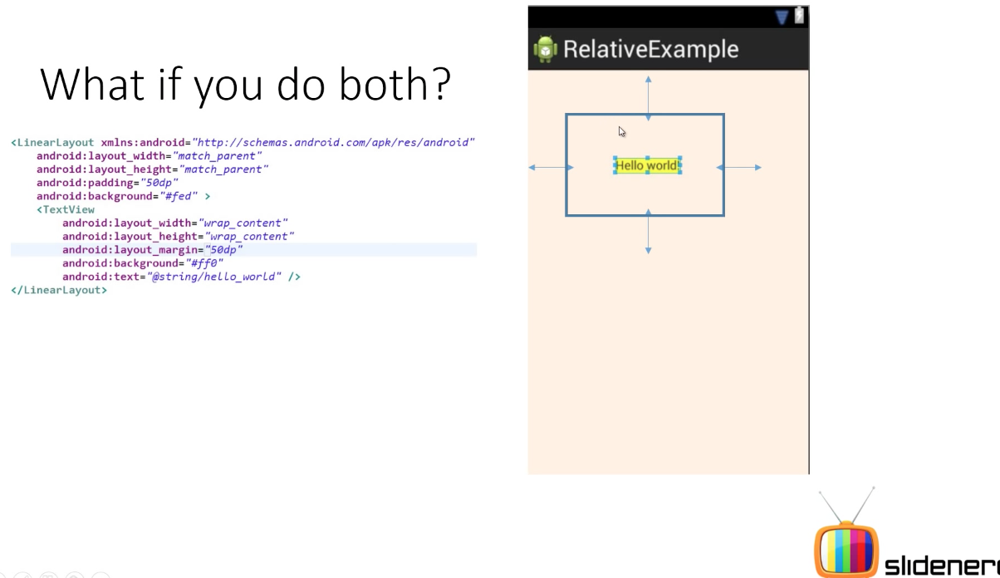 What if you do both?
<LinearLayout xmlns:android="http://schemas.android.com/apk/res/android"
android:layout_width="match_parent"
android:layout_height="match_parent"
android:padding="50dp"
android:background="#fed" >
<TextView
android:layout_width="wrap_content"
android:layout_height="wrap_content"
android:layout_margin="50dp"
android:background="#ff0"
android:text="@string/hello_world" />
</LinearLayout>
RelativeExample
Hello world!
slidener